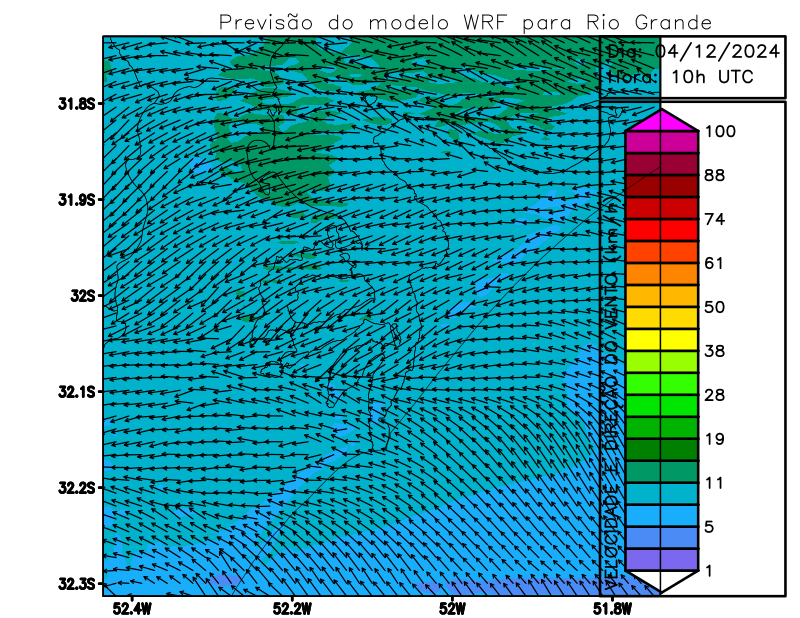 Previsão do modelo WRF para Rio Grande
Dia: 04/12/2024
Hora: 10h UTC
31.8S
31.9S
32S
32.1S
32.2S
32.3S
52.4W
52.2W
52W
51.8W
VELOCIDADE E DIREÇÃO DO VENTO (km/h)
100
88
74
61
50
38
28
19
11
5
1